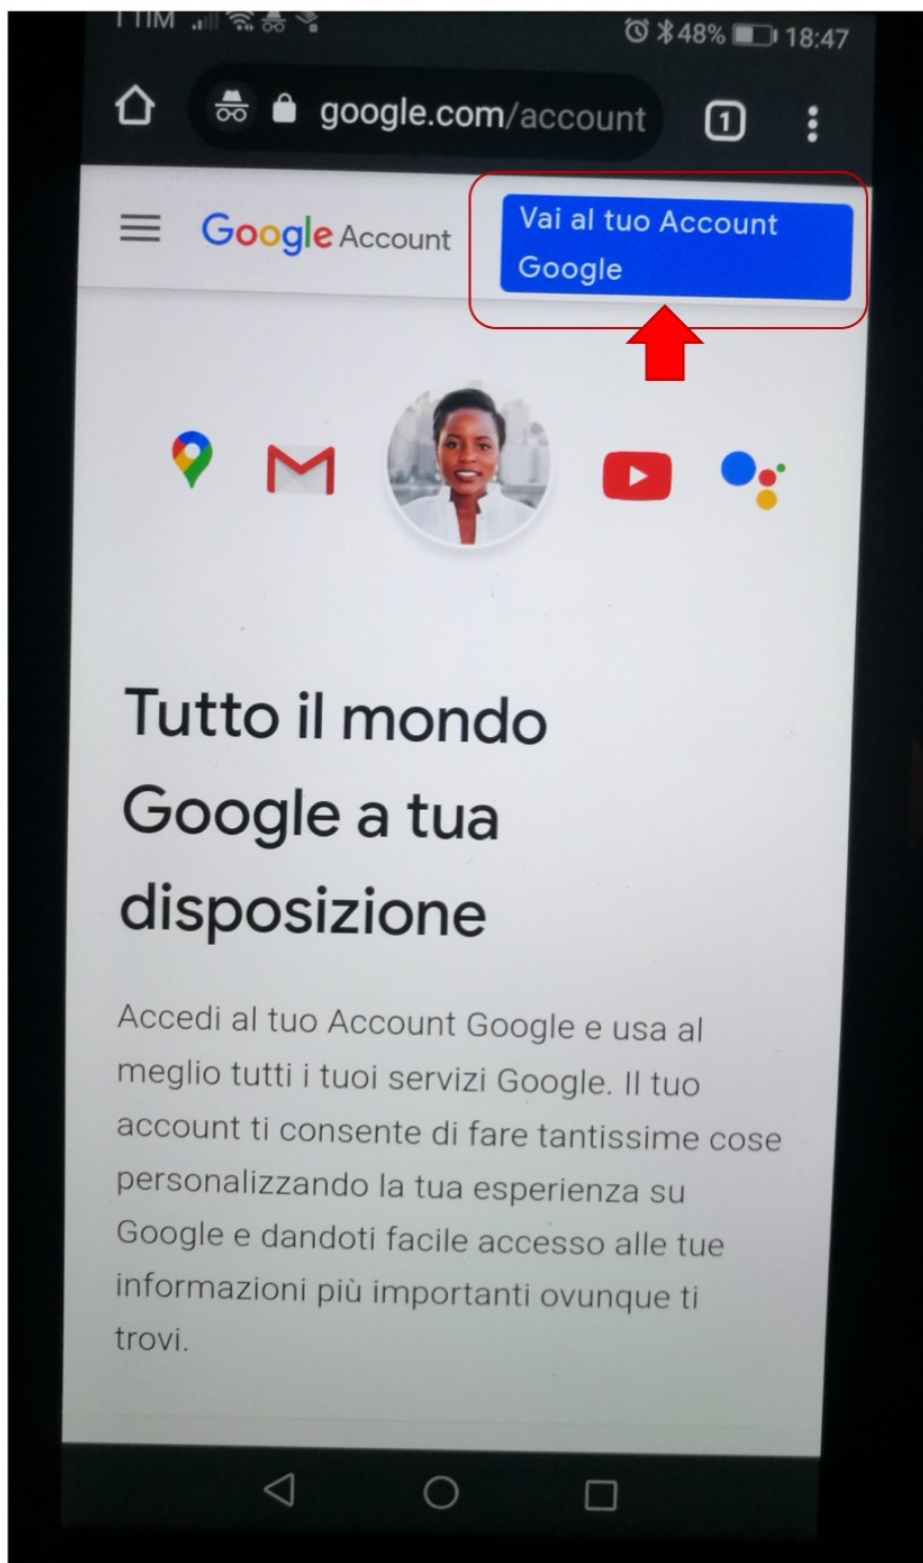 TIM 48% 18:47
google.com/account 1
Google Account
Vai al tuo Account
Google
Tutto il mondo
Google a tua
disposizione
Accedi al tuo Account Google e usa al
meglio tutti i tuoi servizi Google. Il tuo
account ti consente di fare tantissime cose
personalizzando la tua esperienza su
Google e dandoti facile accesso alle tue
informazioni più importanti ovunque ti
trovi.